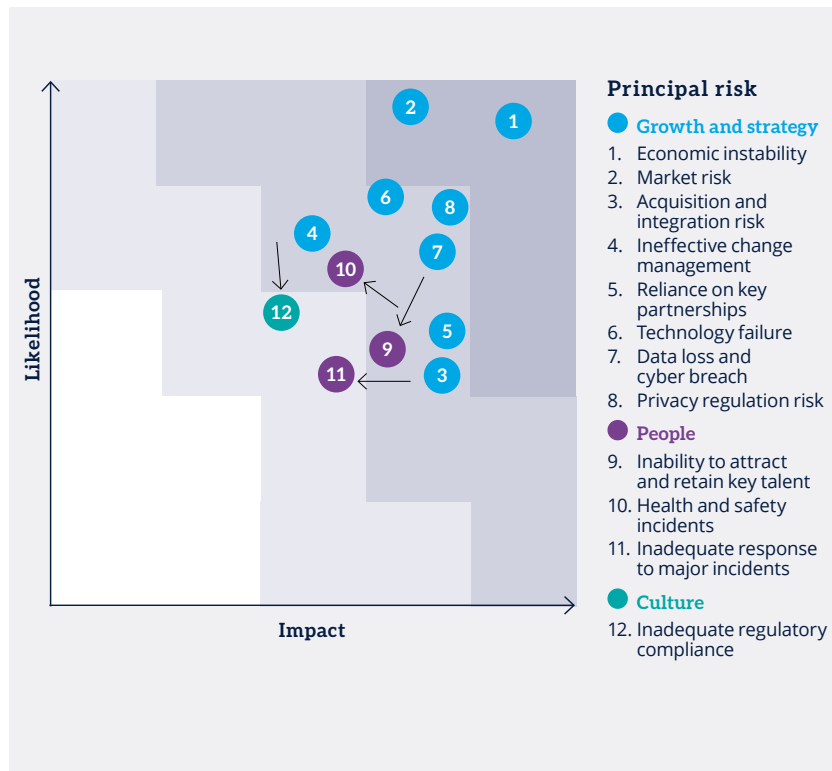 Principal risk
Growth and strategy
1. Economic instability
2. Market risk
3. Acquisition and
integration risk
4. Ineffective change
management
5. Reliance on key
partnerships
6. Technology failure
7. Data loss and
cyber breach
8. Privacy regulation risk
People
9. Inability to attract
and retain key talent
10. Health and safety
incidents
11. Inadequate response
to major incidents
Culture
12. Inadequate regulatory
compliance
Likelihood
2
1
6
8
4
7
10
12
5
9
11
3
Impact